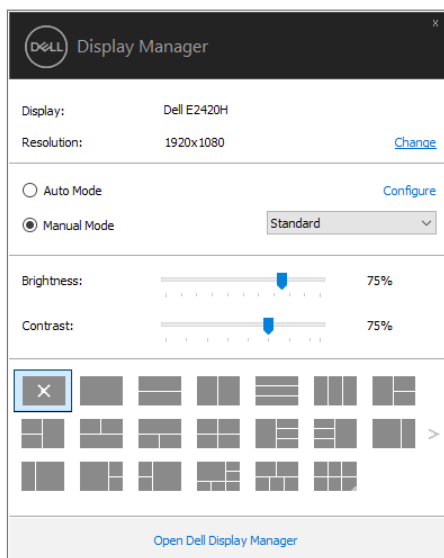 x
DELL Display Manager
Display: Dell E2420H
Resolution: 1920x1080 Change
Auto Mode Configure
Manual Mode Standard
Brightness: 75%
Contrast: 75%
Open Dell Display Manager